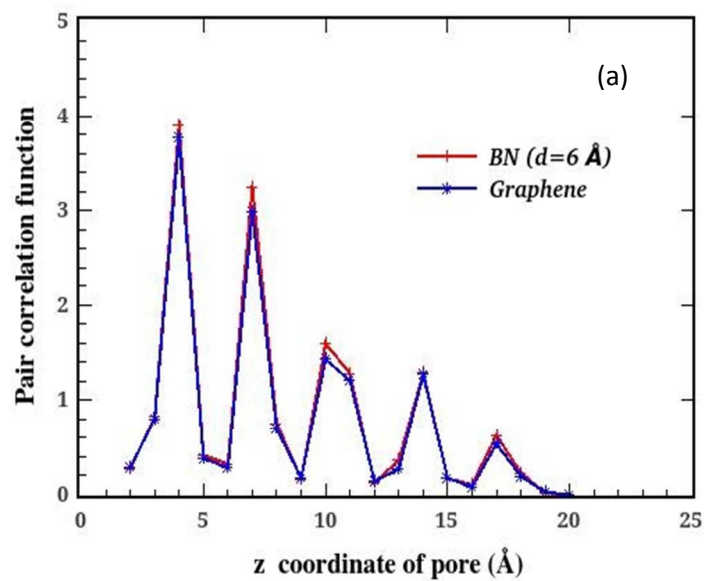 5
(a)
4
BN (d=6 Å)
Graphene
3
2
1
0
0 5 10 15 20 25
Pair correlation function
z coordinate of pore (Å)